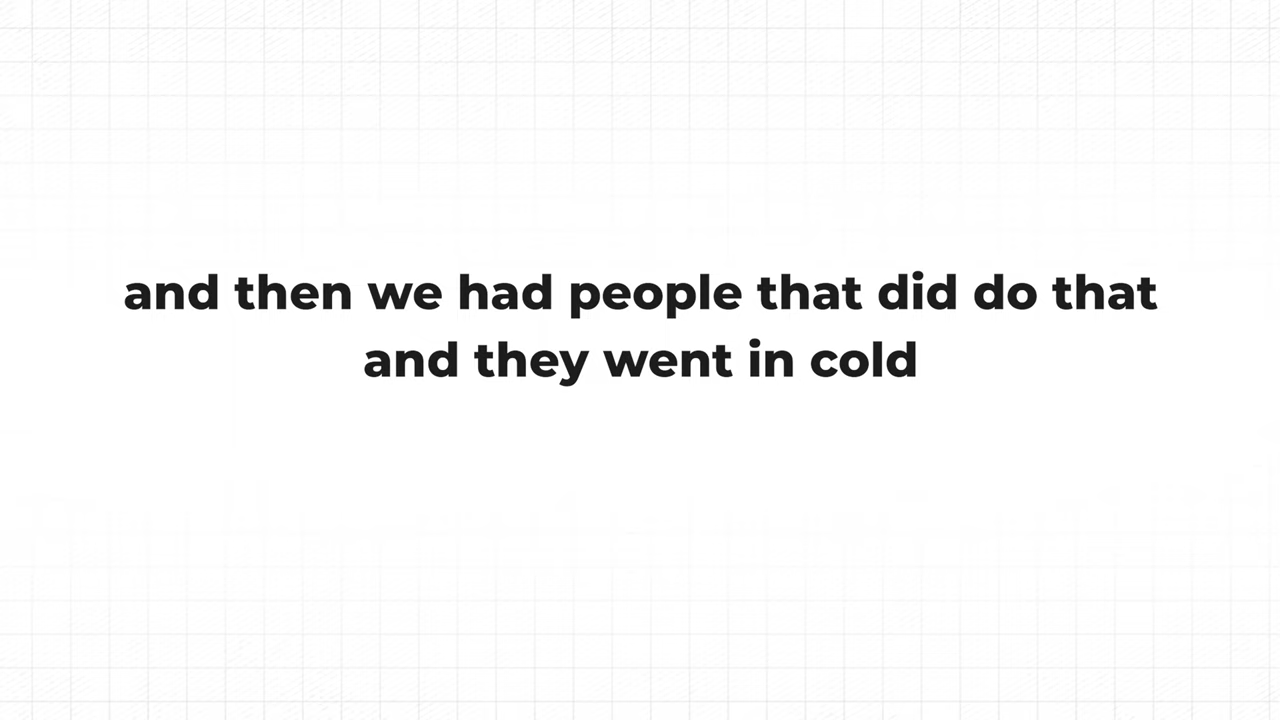 and then we had people that did do that
and they went in cold